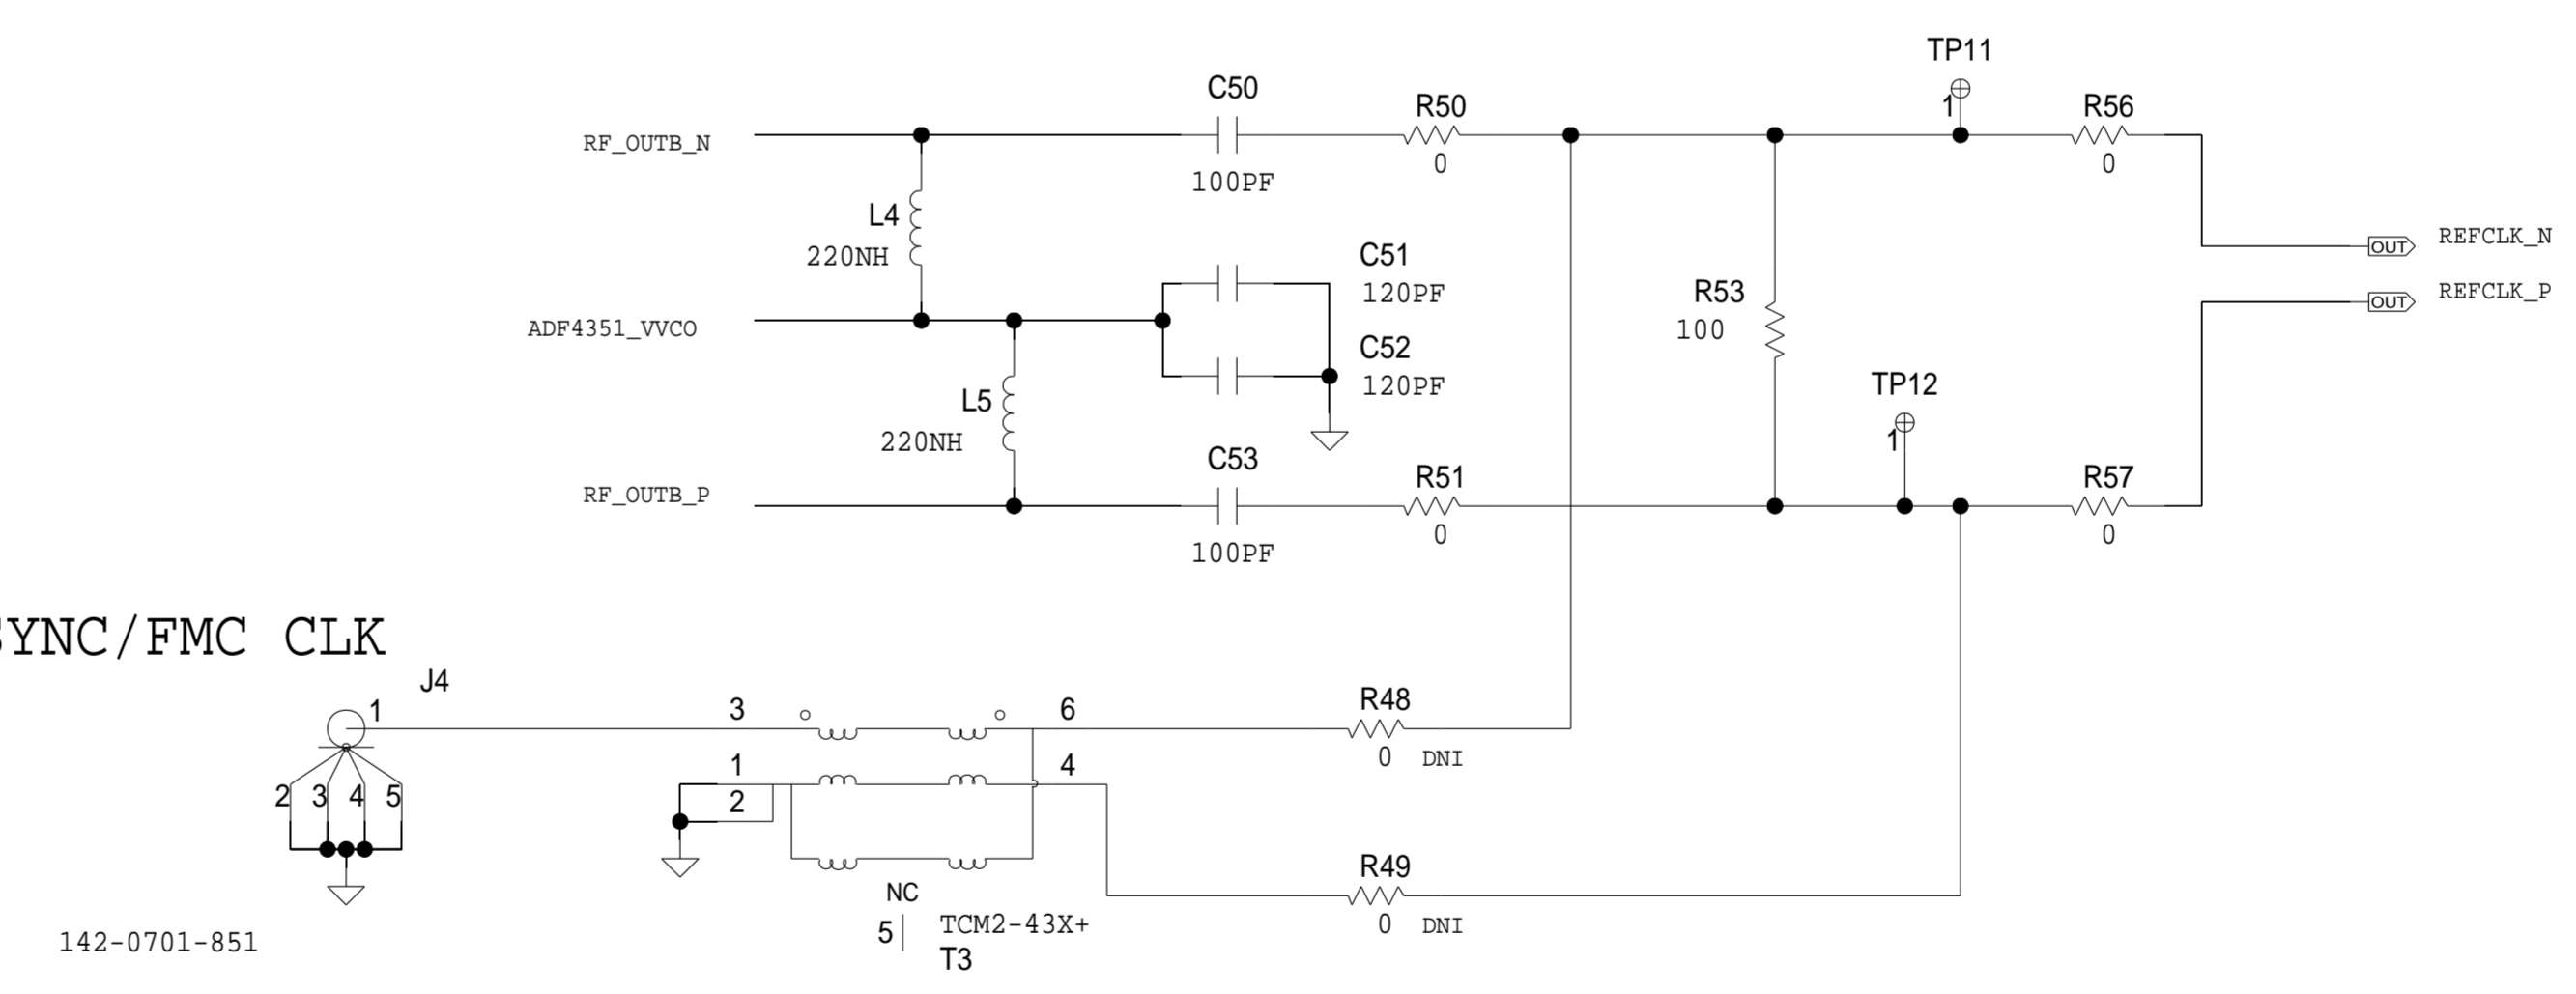 TP11
1
C50
100PF
R50
0
R56
0
RF_OUTB_N
L4
220NH
C51
120PF
R53
100
REFCLK_N
OUT
REFCLK_P
OUT
ADF4351_VVCO
C52
120PF
TP12
1
L5
220NH
C53
100PF
R51
0
R57
0
RF_OUTB_P
SYNC/FMC CLK
J4
1
2 3 4 5
142-0701-851
3
6
1
4
2
R48
0 DNI
R49
0 DNI
NC
5
TCM2-43X+
T3